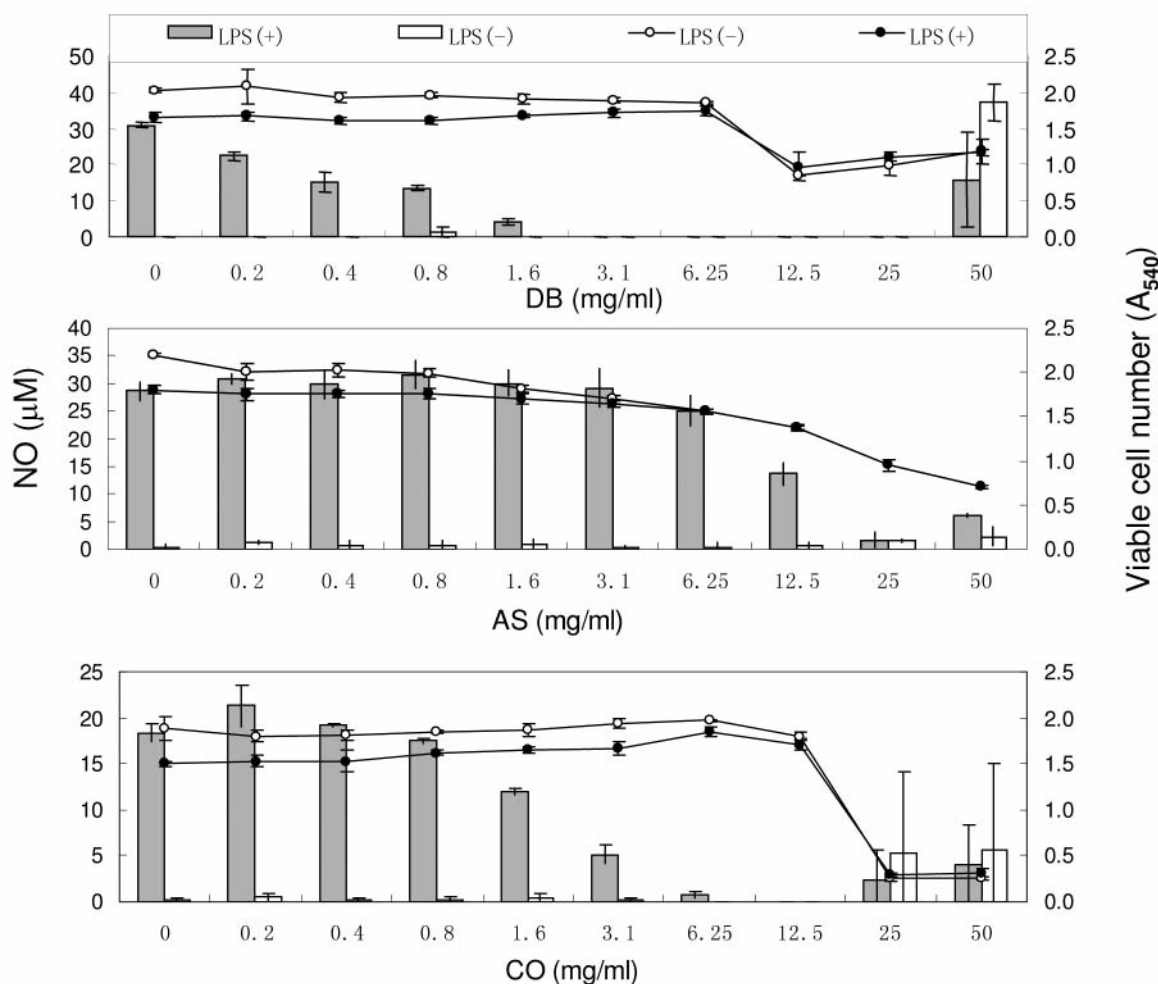 LPS(+) LPS(-) LPS(-) LPS(+)
50 2.5
40 2.0
30 1.5
20 1.0
10 0.5
0 0.0
0 0.2 0.4 0.8 1.6 3.1 6.25 12.5 25 50
DB (mg/ml)
NO (μM)
Viable cell number (A540)
40 2.5
35 2.0
30
25 1.5
20
15 1.0
10 0.5
5
0 0.0
0 0.2 0.4 0.8 1.6 3.1 6.25 12.5 25 50
AS (mg/ml)
25 2.5
20 2.0
15 1.5
10 1.0
5 0.5
0 0.0
0 0.2 0.4 0.8 1.6 3.1 6.25 12.5 25 50
CO (mg/ml)